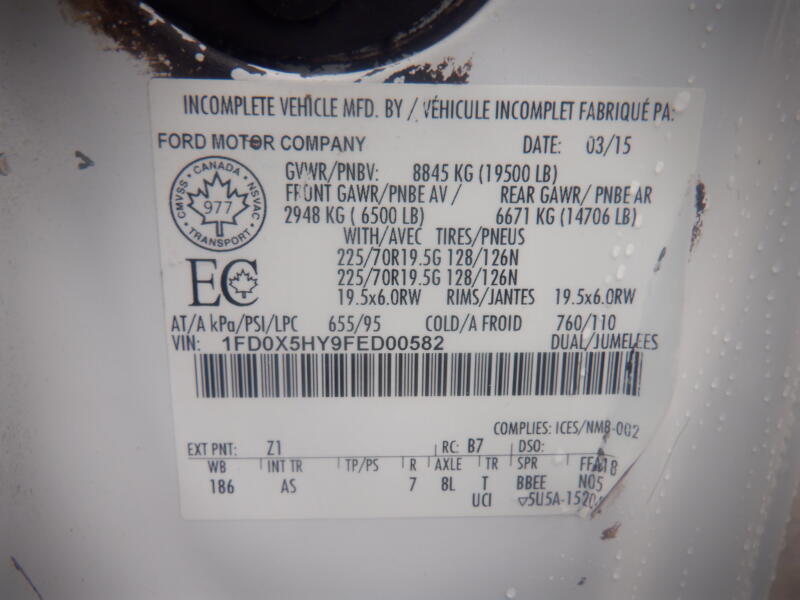 INCOMPLETE VEHICLE MFD. BY / VÉHICULE INCOMPLET FABRIQUÉ PA:
FORD MOTOR COMPANY DATE: 03/15
GVWR/PNBV: 8845 KG (19500 LB)
FRONT GAWR/PNBE AV / REAR GAWR/ PNBE AR
2948 KG ( 6500 LB) 6671 KG (14706 LB)
WITH/AVEC TIRES/PNEUS
225/70R19.5G 128/126N
225/70R19.5G 128/126N
19.5x6.0RW RIMS/JANTES 19.5x6.0RW
CMVSS · CANADA · NSVAC
977
· TRANSPORT ·
EC
AT/A kPa/PSI/LPC 655/95 COLD/A FROID 760/110
VIN: 1FD0X5HY9FED00582 DUAL/JUMELEES
COMPLIES: ICES/NMB-002
EXT PNT: Z1 RC: B7 DSO:
WB INT TR TP/PS R AXLE TR SPR
186 AS 7 8L T BBEE N05
UCI ▽5U5A-1520